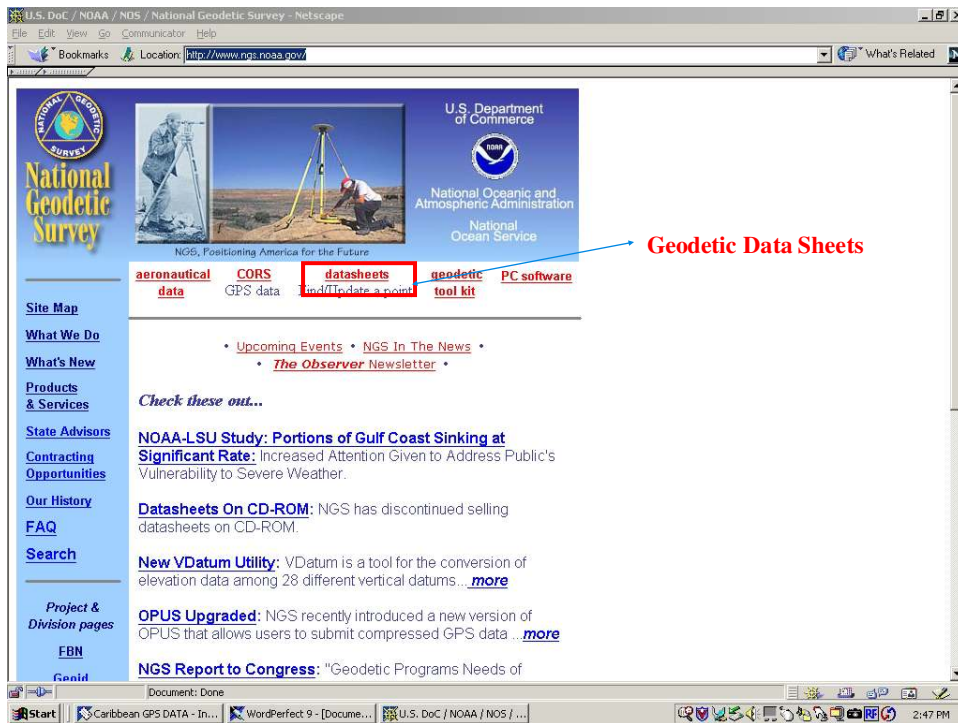 U.S. DoC / NOAA / NOS / National Geodetic Survey - Netscape
File Edit View Go Communicator Help
Bookmarks Location: http://www.ngs.noaa.gov/ What's Related
NATIONAL GEODETIC SURVEY
National
Geodetic
Survey
U.S. Department
of Commerce
NOAA
National Oceanic and
Atmospheric Administration
National
Ocean Service
NGS, Positioning America for the Future
Geodetic Data Sheets
aeronautical CORS datasheets geodetic PC software
data GPS data Find/Update a point tool kit
Site Map
What We Do
What's New
Products
& Services
State Advisors
Contracting
Opportunities
Our History
FAQ
Search
Project &
Division pages
FBN
Geoid
• Upcoming Events • NGS In The News •
• The Observer Newsletter •
Check these out...
NOAA-LSU Study: Portions of Gulf Coast Sinking at
Significant Rate: Increased Attention Given to Address Public's
Vulnerability to Severe Weather.
Datasheets On CD-ROM: NGS has discontinued selling
datasheets on CD-ROM.
New VDatum Utility: VDatum is a tool for the conversion of
elevation data among 28 different vertical datums... more
OPUS Upgraded: NGS recently introduced a new version of
OPUS that allows users to submit compressed GPS data ...more
NGS Report to Congress: "Geodetic Programs Needs of
Document: Done
Start Caribbean GPS DATA - In... WordPerfect 9 - [Docume... U.S. DoC / NOAA / NOS / ... 2:47 PM